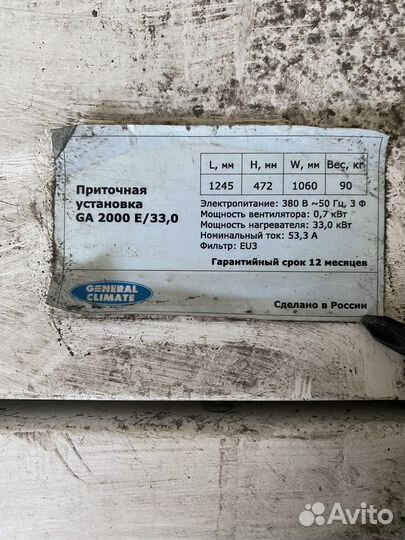 Приточная
установка
GA 2000 E/33,0
L, мм H, мм W, мм Вес, кг
1245 472 1060 90
Электропитание: 380 В ~50 Гц, 3 Ф
Мощность вентилятора: 0,7 кВт
Мощность нагревателя: 33,0 кВт
Номинальный ток: 53,3 А
Фильтр: EU3
Гарантийный срок 12 месяцев
GENERAL
CLIMATE
Сделано в России
Avito